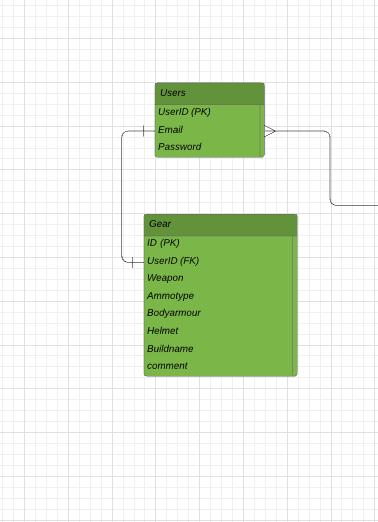 Users
UserID (PK)
Email
Password
Gear
ID (PK)
UserID (FK)
Weapon
Ammotype
Bodyarmour
Helmet
Buildname
comment